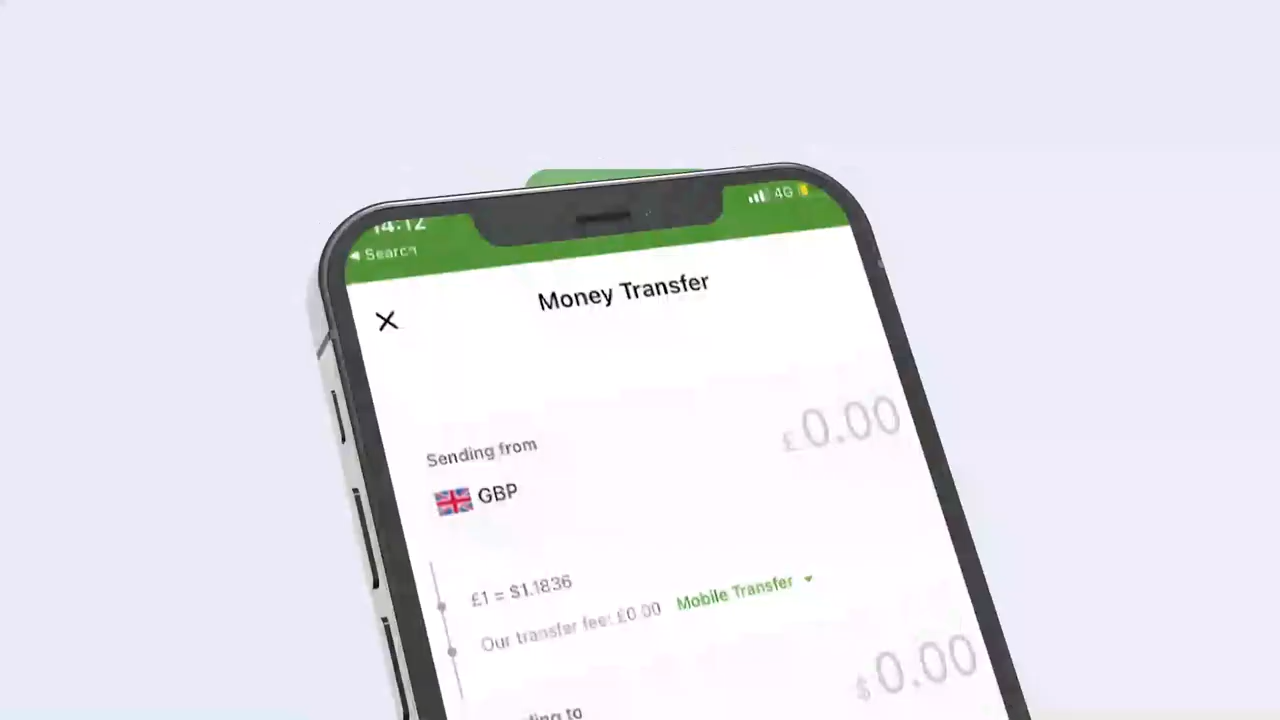 14:12
4G
◀ Search
Money Transfer
£0.00
Sending from
GBP
£1 = $1.1836
Our transfer fee: £0.00 Mobile Transfer
$0.00
to